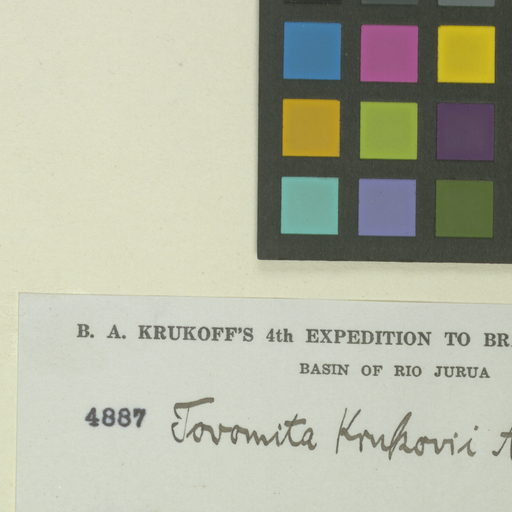 B. A. KRUKOFF'S 4th EXPEDITION TO BR
BASIN OF RIO JURUA
4887 Tovomita Krukovii A